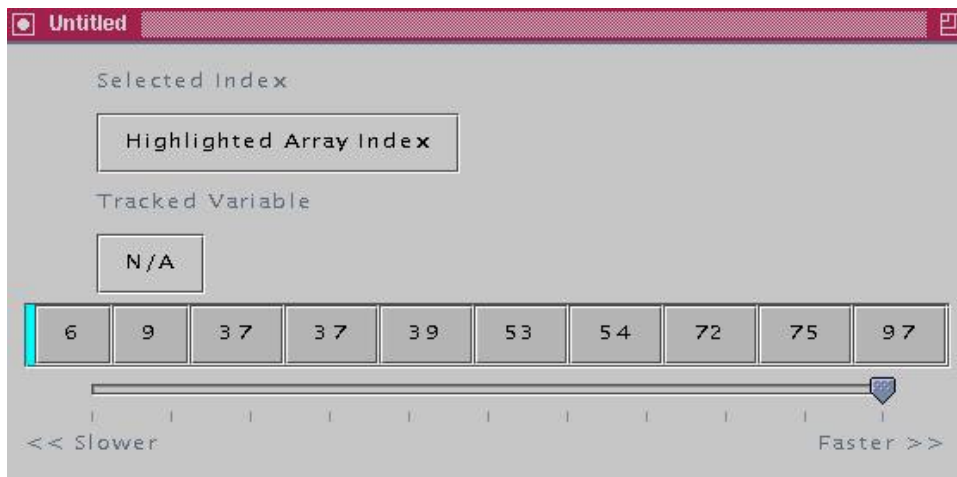 Untitled
Selected Index
Highlighted Array Index
Tracked Variable
N/A
6 9 37 37 39 53 54 72 75 97
<< Slower Faster >>